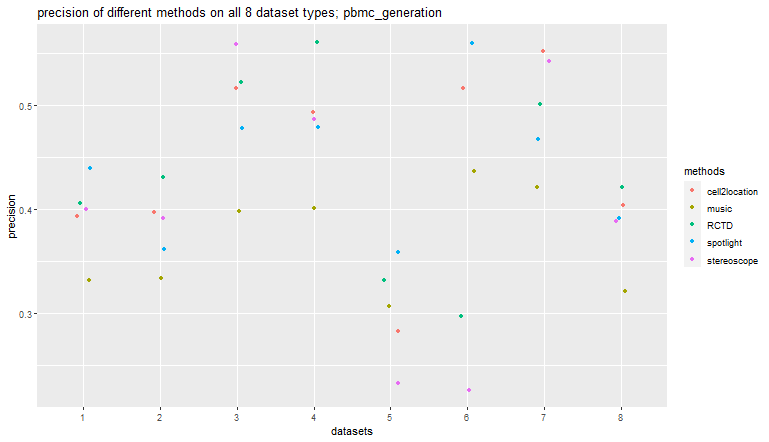 precision of different methods on all 8 dataset types; pbmc_generation
precision
0.5
0.4
0.3
1 2 3 4 5 6 7 8
datasets
methods
cell2location
music
RCTD
spotlight
stereoscope